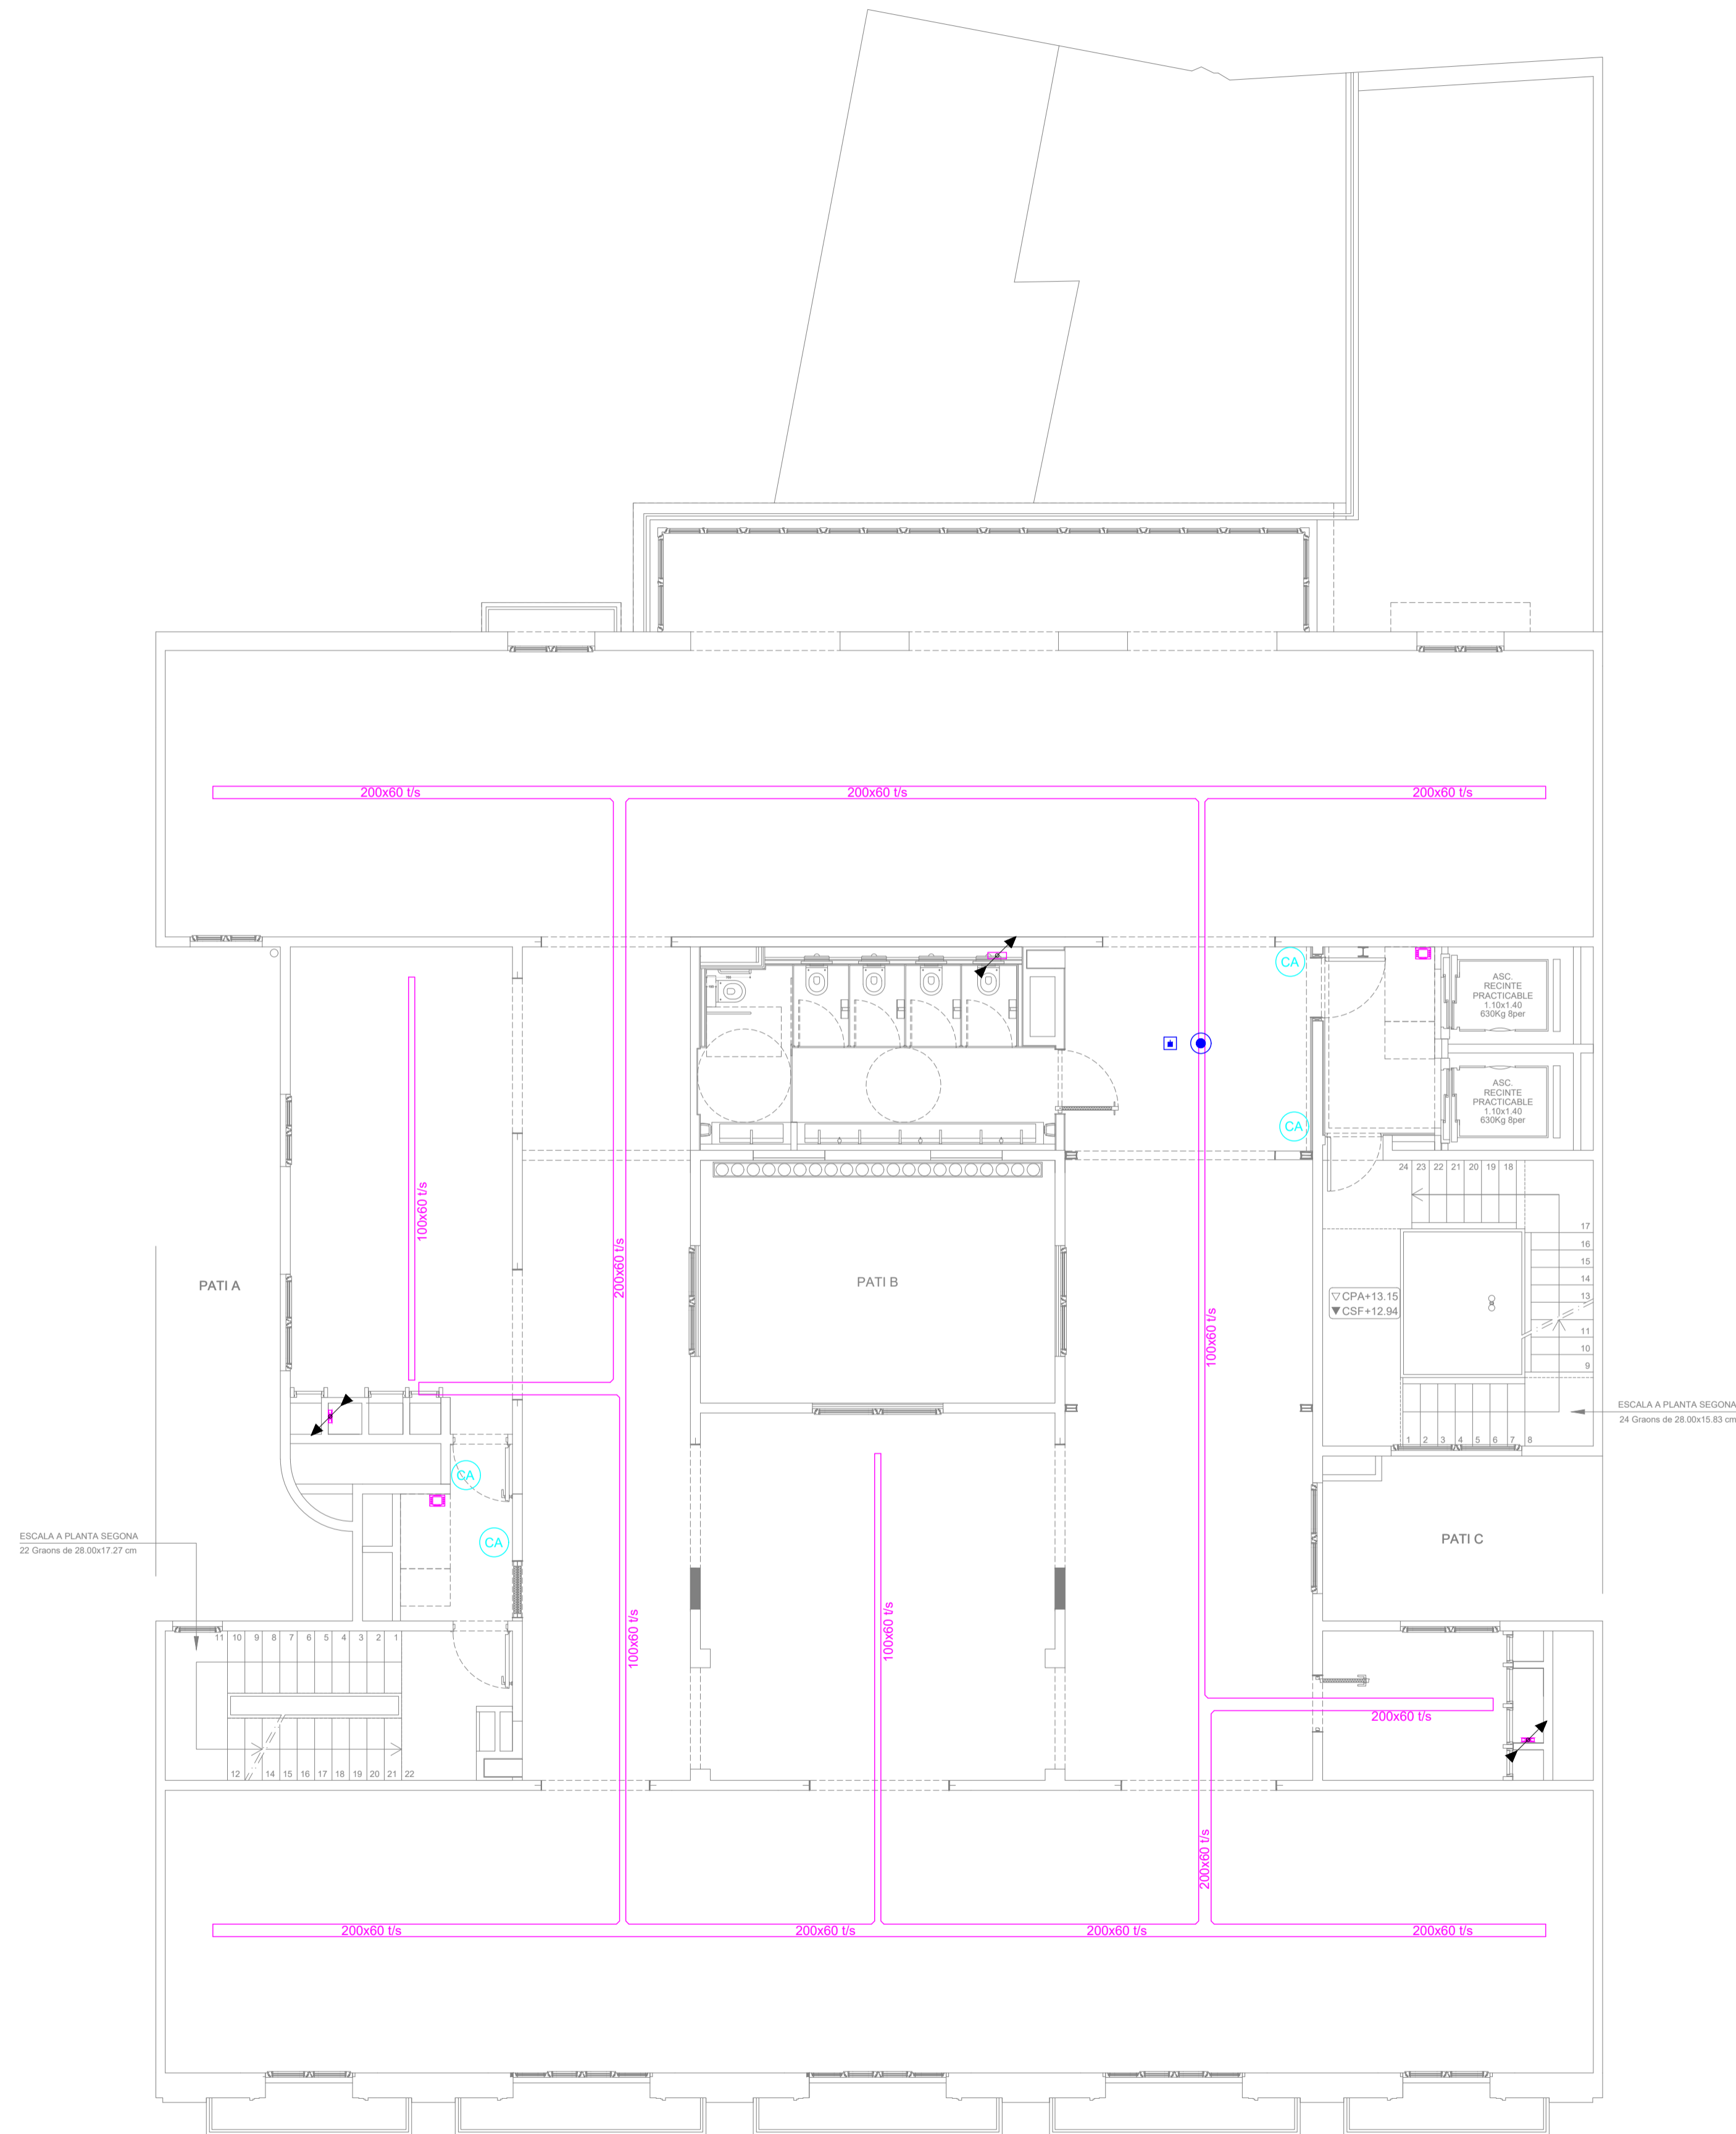 200x60 t/s
200x60 t/s
200x60 t/s
CA
ASC.
RECINTE
PRACTICABLE
1.10x1.40
630Kg 8per
ASC.
RECINTE
PRACTICABLE
1.10x1.40
630Kg 8per
CA
24 23 22 21 20 19 18
100x60 t/s
17
16
15
14
13
11
10
9
PATI A
200x60 t/s
PATI B
CPA+13.15
CSF+12.94
100x60 t/s
ESCALA A PLANTA SEGONA
24 Graons de 28.00x15.83 cm
1 2 3 4 5 6 7 8
CA
ESCALA A PLANTA SEGONA
22 Graons de 28.00x17.27 cm
CA
PATI C
11 10 9 8 7 6 5 4 3 2 1
100x60 t/s
100x60 t/s
200x60 t/s
12 14 15 16 17 18 19 20 21 22
200x60 t/s
200x60 t/s
200x60 t/s
200x60 t/s
200x60 t/s